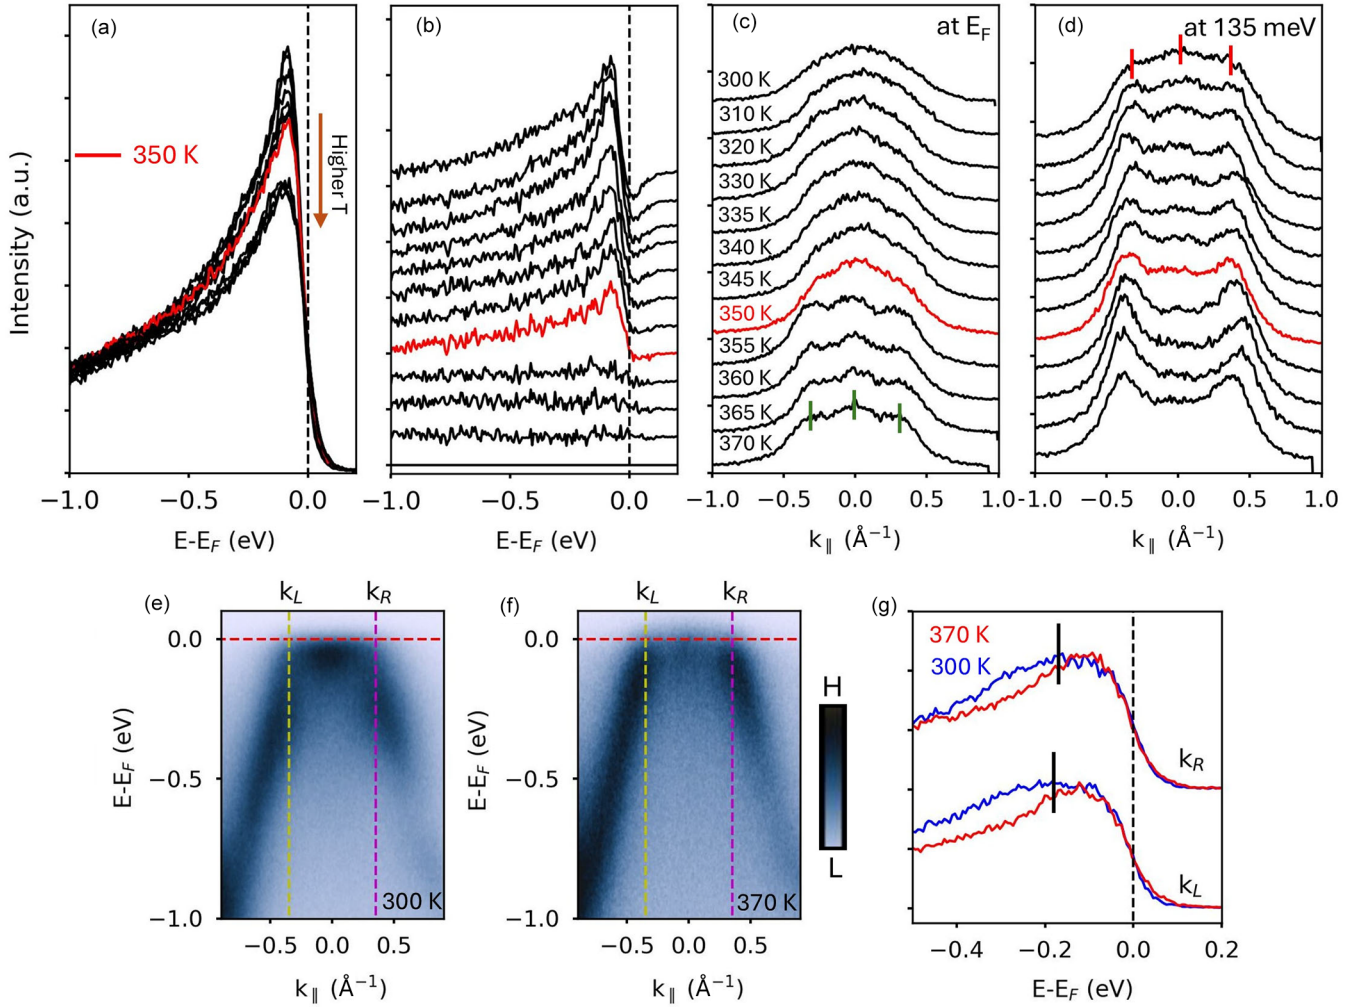 (a)
350 K
Higher T
Intensity (a.u.)
−1.0 −0.5 0.0
E-E_F (eV)
(b)
−1.0 −0.5 0.0
E-E_F (eV)
(c)
at E_F
300 K
310 K
320 K
330 K
335 K
340 K
345 K
350 K
355 K
360 K
365 K
370 K
−1.0 −0.5 0.0 0.5 1.0
k_∥ (Å⁻¹)
(d)
at 135 meV
−1.0 −0.5 0.0 0.5 1.0
k_∥ (Å⁻¹)
(e)
k_L k_R
0.0
−0.5
−1.0
E-E_F (eV)
300 K
−0.5 0.0 0.5
k_∥ (Å⁻¹)
(f)
k_L k_R
0.0
−0.5
−1.0
E-E_F (eV)
370 K
−0.5 0.0 0.5
k_∥ (Å⁻¹)
H
L
(g)
370 K
300 K
k_R
k_L
−0.4 −0.2 0.0 0.2
E-E_F (eV)